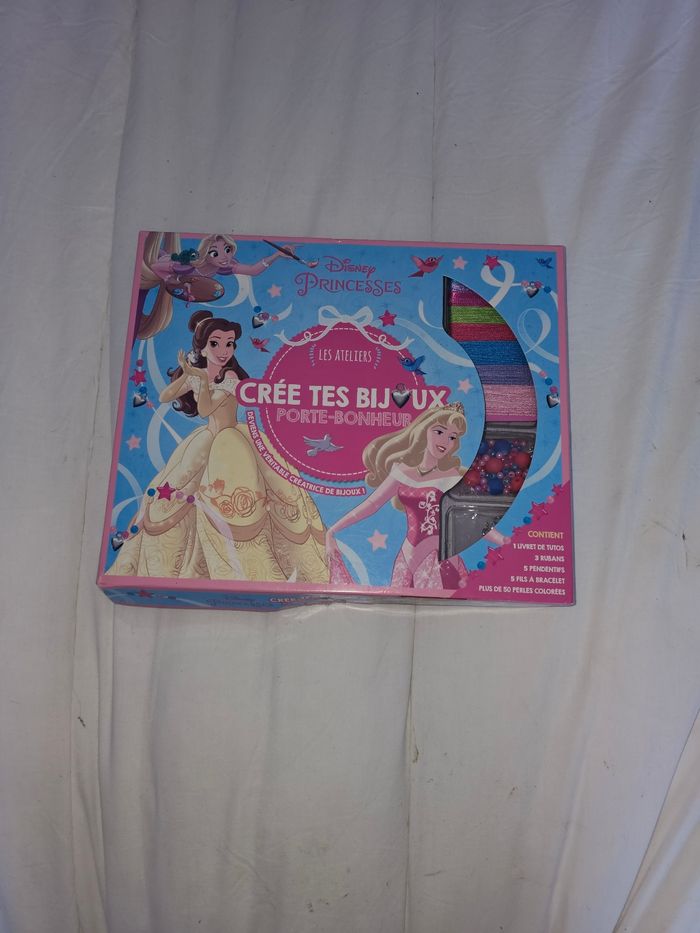 Disney
PRINCESSES
LES ATELIERS
CRÉE TES BIJOUX
PORTE-BONHEUR
DEVIENS UNE VÉRITABLE CRÉATRICE DE BIJOUX !
CONTIENT
1 LIVRET DE TUTOS
3 RUBANS
5 PENDENTIFS
5 FILS À BRACELET
PLUS DE 50 PERLES COLORÉES